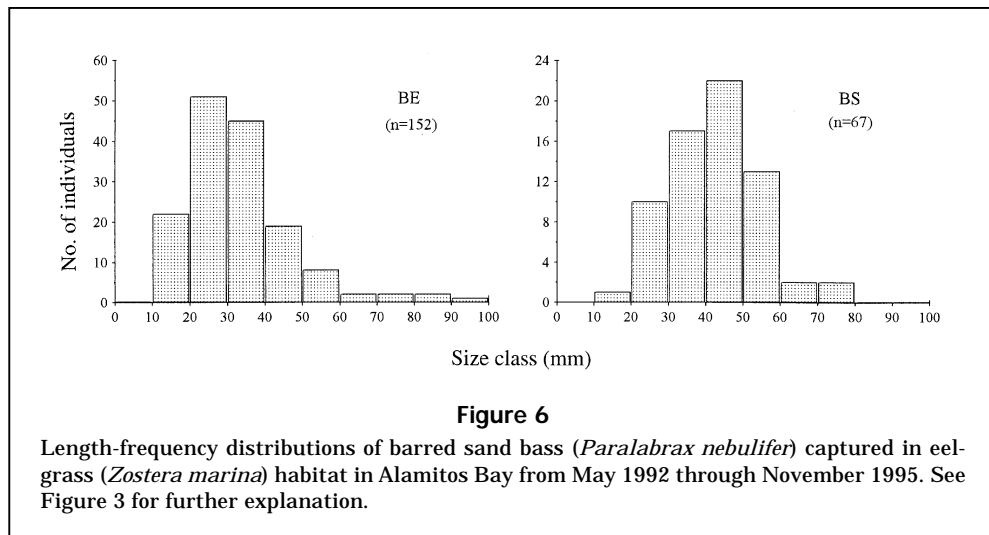 60
50
40
30
20
10
0
No. of individuals
BE
(n=152)
0 10 20 30 40 50 60 70 80 90 100
24
20
16
12
8
4
0
BS
(n=67)
0 10 20 30 40 50 60 70 80 90 100
Size class (mm)
Figure 6
Length-frequency distributions of barred sand bass (Paralabrax nebulifer) captured in eel-
grass (Zostera marina) habitat in Alamitos Bay from May 1992 through November 1995. See
Figure 3 for further explanation.